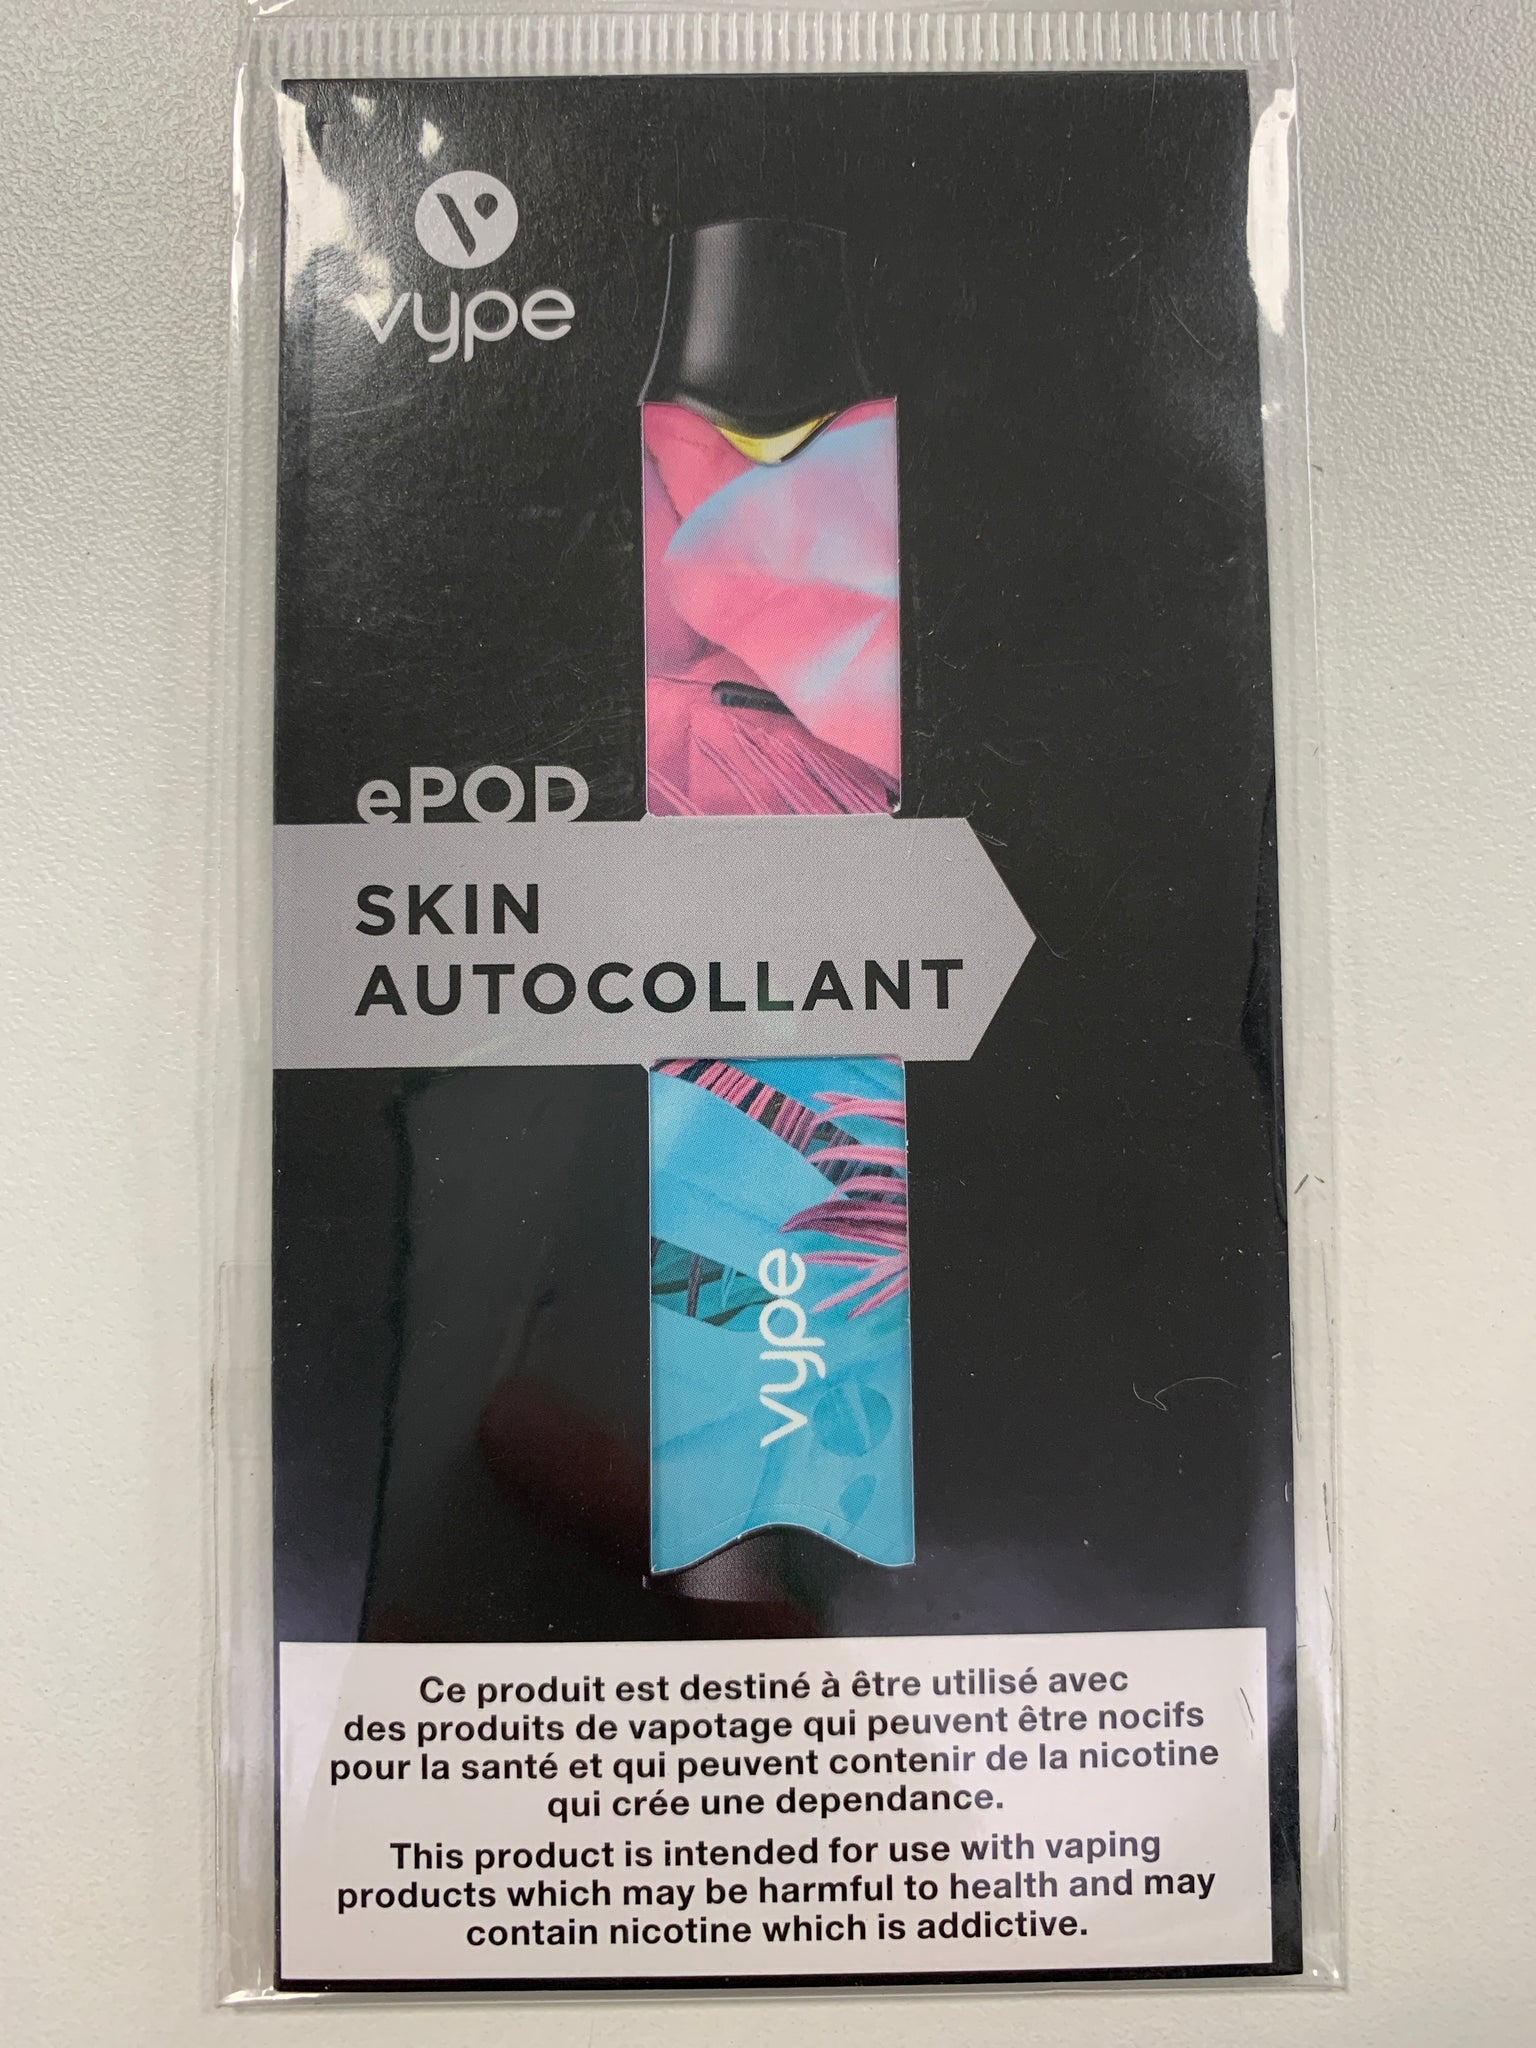 vype
ePOD
SKIN
AUTOCOLLANT
vype
Ce produit est destiné à être utilisé avec
des produits de vapotage qui peuvent être nocifs
pour la santé et qui peuvent contenir de la nicotine
qui crée une dependance.
This product is intended for use with vaping
products which may be harmful to health and may
contain nicotine which is addictive.